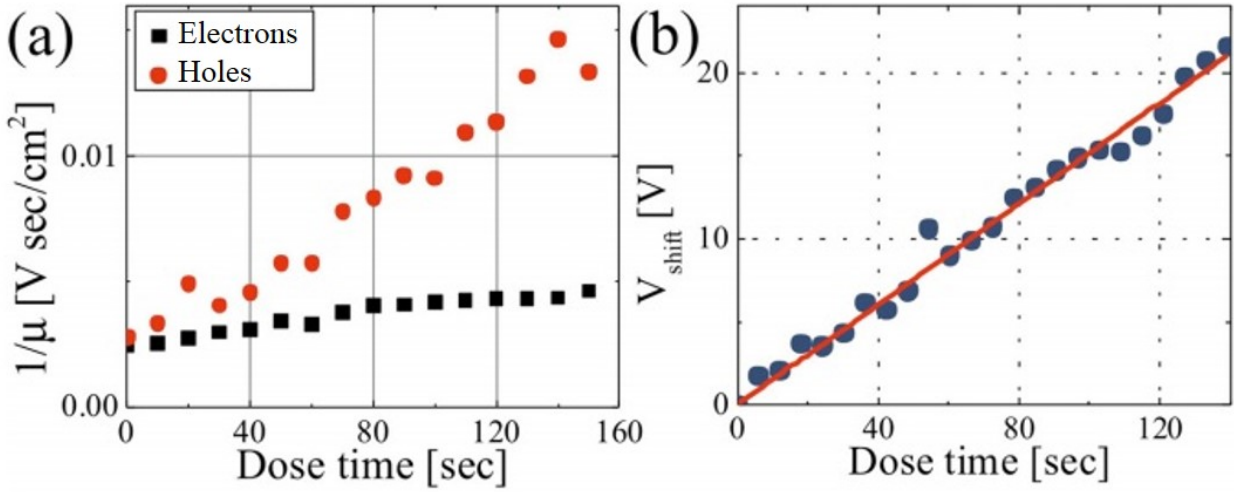 (a)
Electrons
Holes
1/μ [V sec/cm²]
0.01
0.00
0 40 80 120 160
Dose time [sec]
(b)
V_shift [V]
20
10
0
0 40 80 120
Dose time [sec]